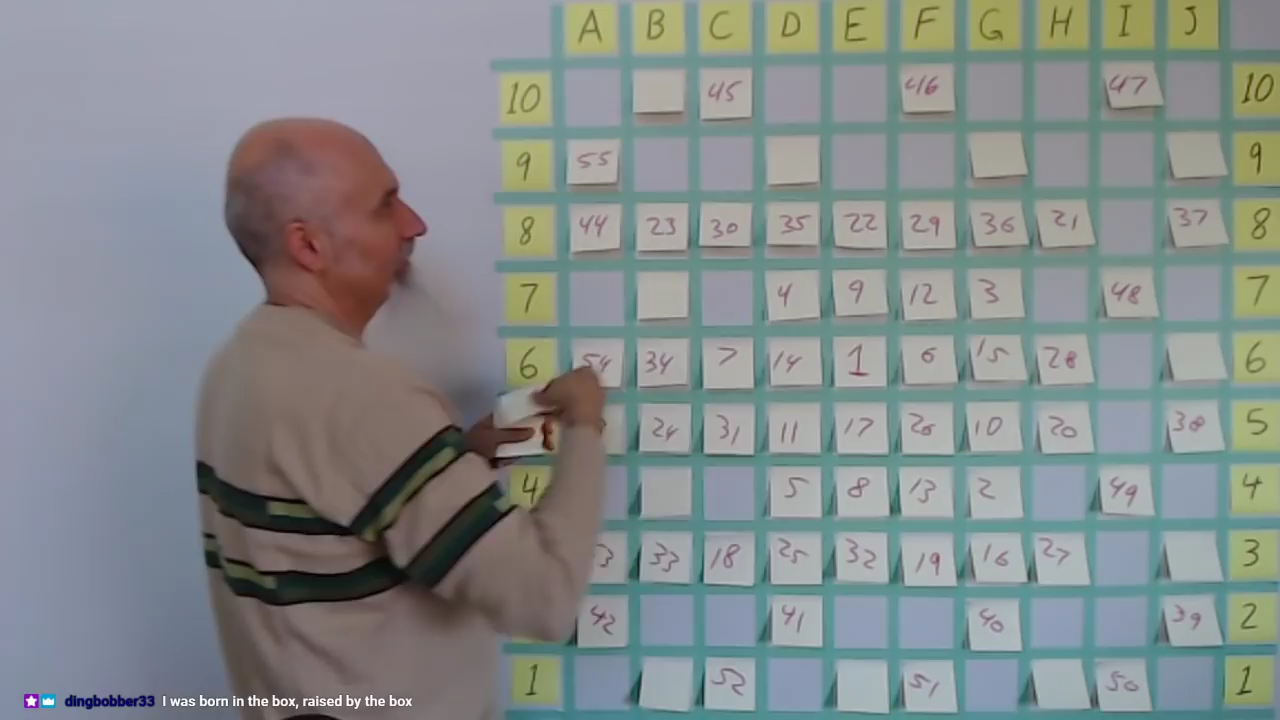 A B C D E F G H I J
10 45 46 47 10
9 55 9
8 44 23 30 35 22 29 36 21 37 8
7 4 9 12 3 48 7
6 54 34 7 14 1 6 15 28 6
5 24 31 11 17 26 10 20 38 5
4 5 8 13 2 49 4
3 33 18 25 32 19 16 27 3
42 41 40 39 2
1 52 51 50 1
dingbobber33 I was born in the box, raised by the box